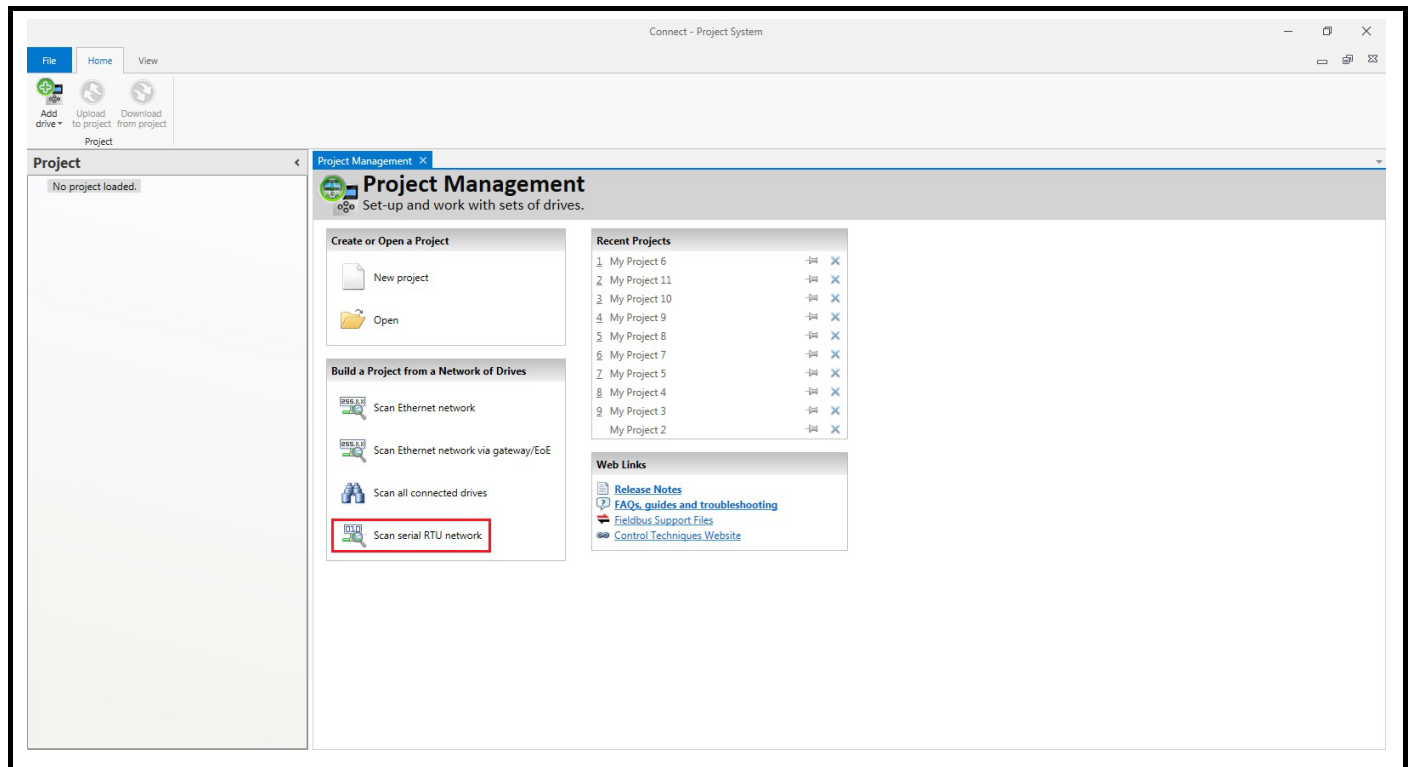 Connect - Project System
File Home View
Add drive
Upload to project
Download from project
Project
Project
No project loaded.
Project Management
Project Management
Set-up and work with sets of drives.
Create or Open a Project
New project
Open
Build a Project from a Network of Drives
255.X.X
Scan Ethernet network
255.X.X
Scan Ethernet network via gateway/EoE
Scan all connected drives
010
Scan serial RTU network
Recent Projects
1 My Project 6
2 My Project 11
3 My Project 10
4 My Project 9
5 My Project 8
6 My Project 7
7 My Project 5
8 My Project 4
9 My Project 3
My Project 2
Web Links
Release Notes
FAQs, guides and troubleshooting
Fieldbus Support Files
Control Techniques Website